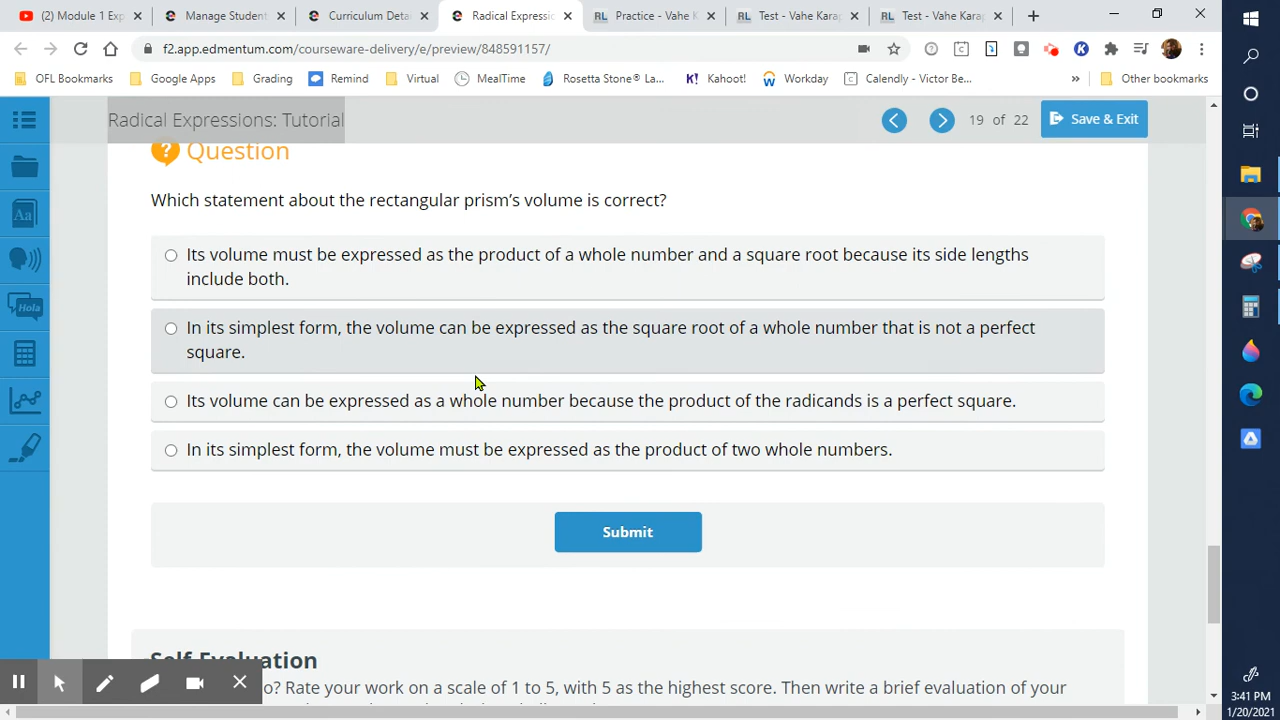 (2) Module 1 Exp
Manage Student
Curriculum Deta
Radical Expressio
Practice - Vahe K
Test - Vahe Kara
Test - Vahe Kara
f2.app.edmentum.com/courseware-delivery/e/preview/848591157/
OFL Bookmarks
Google Apps
Grading
Remind
Virtual
MealTime
Rosetta Stone® La...
K! Kahoot!
Workday
Calendly - Victor Be...
»
Other bookmarks
Radical Expressions: Tutorial
19 of 22
Save & Exit
? Question
Which statement about the rectangular prism's volume is correct?
Its volume must be expressed as the product of a whole number and a square root because its side lengths
include both.
In its simplest form, the volume can be expressed as the square root of a whole number that is not a perfect
square.
Its volume can be expressed as a whole number because the product of the radicands is a perfect square.
In its simplest form, the volume must be expressed as the product of two whole numbers.
Submit
Self Evaluation
o? Rate your work on a scale of 1 to 5, with 5 as the highest score. Then write a brief evaluation of your
Aa
Hola
3:41 PM
1/20/2021